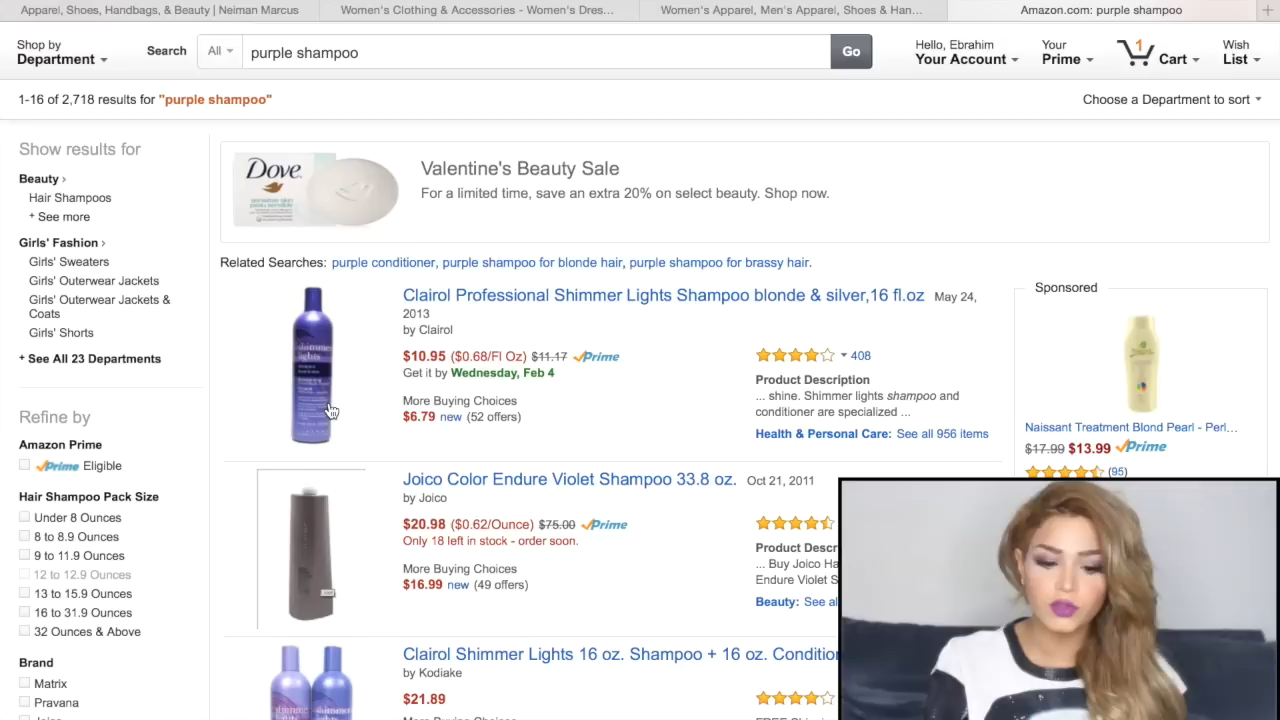 Apparel, Shoes, Handbags, & Beauty | Neiman Marcus
Women's Clothing & Accessories - Women's Dres...
Women's Apparel, Men's Apparel, Shoes & Han...
Amazon.com: purple shampoo
Shop by
Department
Search
All
purple shampoo
Go
Hello, Ebrahim
Your Account
Your
Prime
1
Cart
Wish
List
1-16 of 2,718 results for "purple shampoo"
Choose a Department to sort
Show results for
Beauty ›
Hair Shampoos
+ See more
Girls' Fashion ›
Girls' Sweaters
Girls' Outerwear Jackets
Girls' Outerwear Jackets &
Coats
Girls' Shorts
+ See All 23 Departments
Refine by
Amazon Prime
Prime Eligible
Hair Shampoo Pack Size
Under 8 Ounces
8 to 8.9 Ounces
9 to 11.9 Ounces
12 to 12.9 Ounces
13 to 15.9 Ounces
16 to 31.9 Ounces
32 Ounces & Above
Brand
Matrix
Pravana
Dove
Valentine's Beauty Sale
For a limited time, save an extra 20% on select beauty. Shop now.
Related Searches: purple conditioner, purple shampoo for blonde hair, purple shampoo for brassy hair.
shimmer
lights
Clairol Professional Shimmer Lights Shampoo blonde & silver,16 fl.oz May 24,
2013
by Clairol
$10.95 ($0.68/Fl Oz) $11.17 Prime
Get it by Wednesday, Feb 4
More Buying Choices
$6.79 new (52 offers)
408
Product Description
... shine. Shimmer lights shampoo and
conditioner are specialized ...
Health & Personal Care: See all 956 items
Joico Color Endure Violet Shampoo 33.8 oz. Oct 21, 2011
by Joico
$20.98 ($0.62/Ounce) $75.00 Prime
Only 18 left in stock - order soon.
More Buying Choices
$16.99 new (49 offers)
Product Descr
... Buy Joico Ha
Endure Violet S
Beauty: See al
Clairol Shimmer Lights 16 oz. Shampoo + 16 oz. Conditio
by Kodiake
$21.89
Sponsored
Naissant Treatment Blond Pearl - Perl...
$17.99 $13.99 Prime
(95)